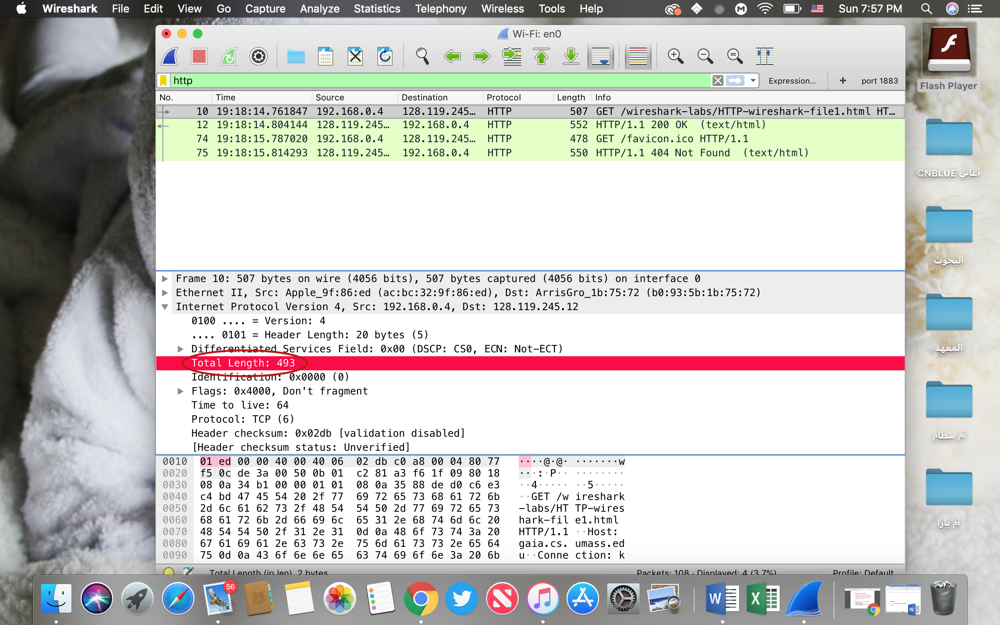 Wireshark File Edit View Go Capture Analyze Statistics Telephony Wireless Tools Help Sun 7:57 PM
Wi-Fi: en0
http Expression... + port 1883
No. Time Source Destination Protocol Length Info
10 19:18:14.761847 192.168.0.4 128.119.245… HTTP 507 GET /wireshark-labs/HTTP-wireshark-file1.html HT…
12 19:18:14.804144 128.119.245… 192.168.0.4 HTTP 552 HTTP/1.1 200 OK (text/html)
74 19:18:15.787020 192.168.0.4 128.119.245… HTTP 478 GET /favicon.ico HTTP/1.1
75 19:18:15.814293 128.119.245… 192.168.0.4 HTTP 550 HTTP/1.1 404 Not Found (text/html)
Frame 10: 507 bytes on wire (4056 bits), 507 bytes captured (4056 bits) on interface 0
Ethernet II, Src: Apple_9f:86:ed (ac:bc:32:9f:86:ed), Dst: ArrisGro_1b:75:72 (b0:93:5b:1b:75:72)
Internet Protocol Version 4, Src: 192.168.0.4, Dst: 128.119.245.12
0100 .... = Version: 4
.... 0101 = Header Length: 20 bytes (5)
Differentiated Services Field: 0x00 (DSCP: CS0, ECN: Not-ECT)
Total Length: 493
Identification: 0x0000 (0)
Flags: 0x4000, Don't fragment
Time to live: 64
Protocol: TCP (6)
Header checksum: 0x02db [validation disabled]
[Header checksum status: Unverified]
0010 01 ed 00 00 40 00 40 06 02 db c0 a8 00 04 80 77 ····@·@· ·······w
0020 f5 0c de 3a 00 50 0b 01 c2 81 a3 f6 1f 09 80 18 ···:·P·· ········
0030 08 0a 34 b1 00 00 01 01 08 0a 35 88 de d0 c6 e3 ··4····· ··5·····
0040 c4 bd 47 45 54 20 2f 77 69 72 65 73 68 61 72 6b ··GET /w ireshark
0050 2d 6c 61 62 73 2f 48 54 54 50 2d 77 69 72 65 73 -labs/HT TP-wires
0060 68 61 72 6b 2d 66 69 6c 65 31 2e 68 74 6d 6c 20 hark-fil e1.html
0070 48 54 54 50 2f 31 2e 31 0d 0a 48 6f 73 74 3a 20 HTTP/1.1 ··Host:
0080 67 61 69 61 2e 63 73 2e 75 6d 61 73 73 2e 65 64 gaia.cs. umass.ed
0090 75 0d 0a 43 6f 6e 6e 65 63 74 69 6f 6e 3a 20 6b u··Conne ction: k
Total Length (ip.len), 2 bytes Packets: 108 · Displayed: 4 (3.7%) Profile: Default
Flash Player
أغاني CNBLUE
البحوث
المعهد
أم سطام
أم يارا
56